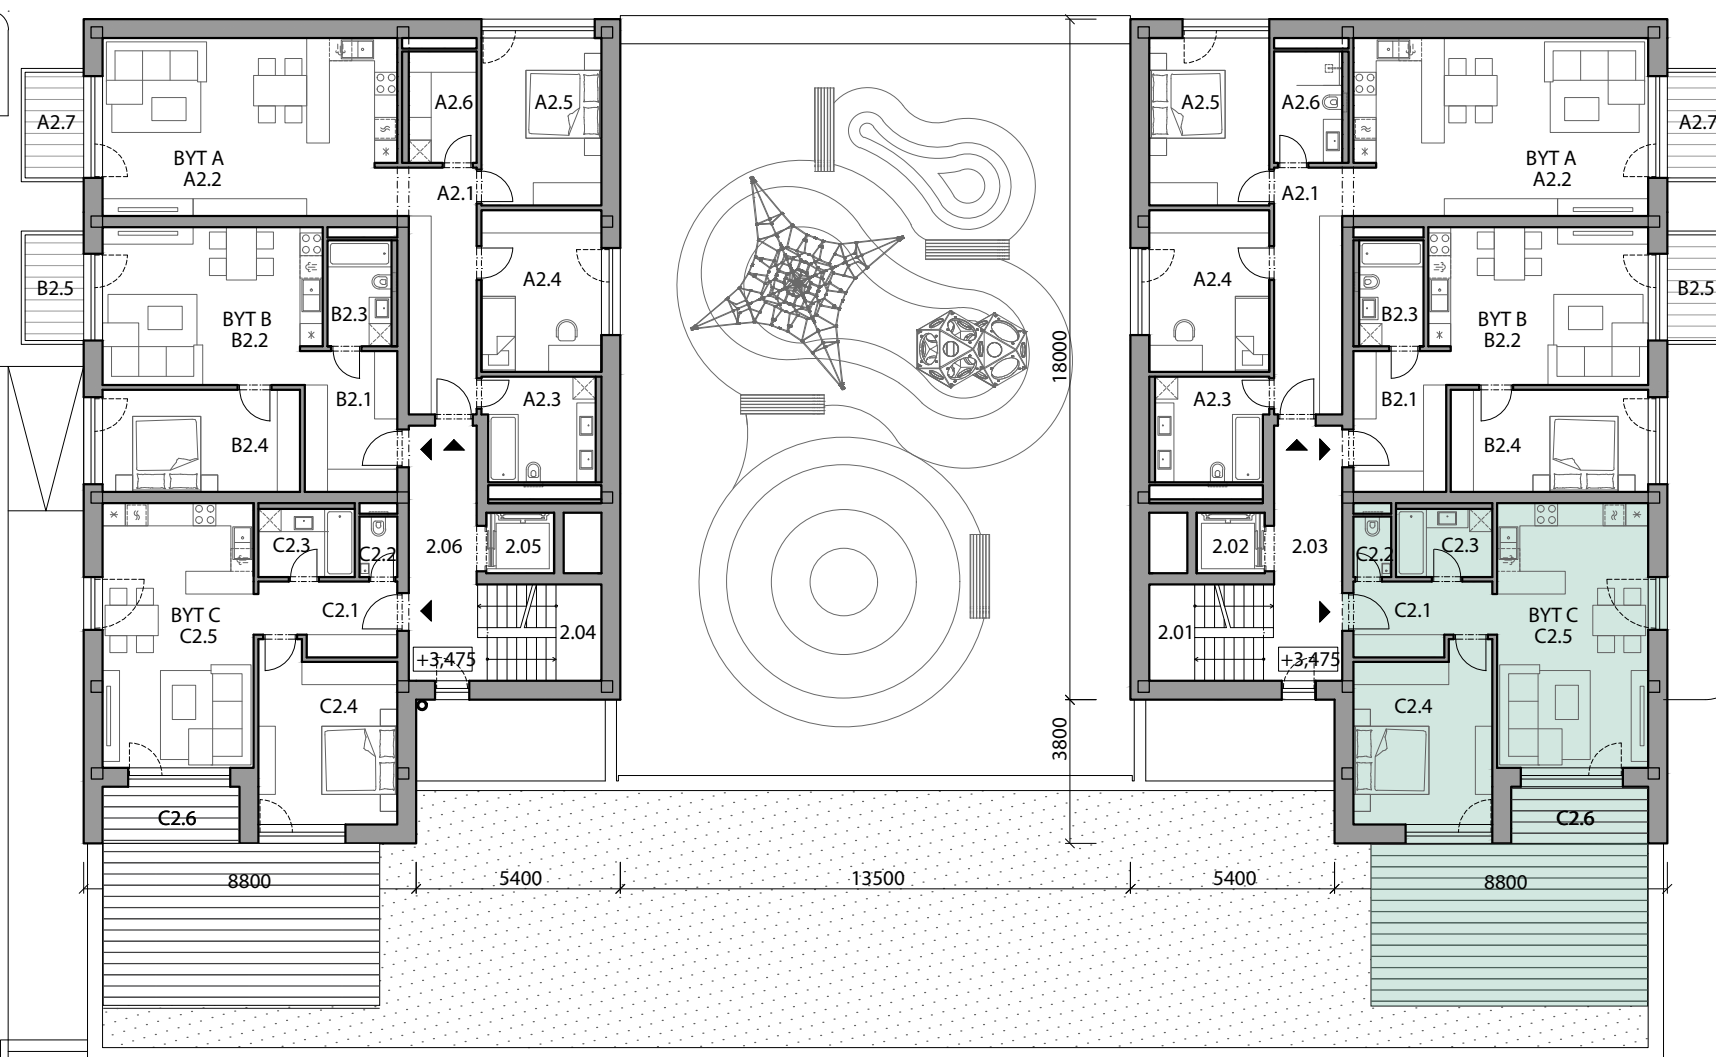 A2.7
BYT A
A2.2
A2.6
A2.5
A2.1
A2.4
A2.3
B2.5
BYT B
B2.2
B2.3
B2.1
B2.4
C2.3
C2.2
C2.1
BYT C
C2.5
C2.4
C2.6
2.06
2.05
2.04
+3,475
18000
3800
A2.5
A2.6
A2.1
BYT A
A2.2
A2.7
A2.4
A2.3
B2.3
BYT B
B2.2
B2.5
B2.1
B2.4
2.02
2.03
2.01
+3,475
C2.2
C2.3
C2.1
BYT C
C2.5
C2.4
C2.6
8800
5400
13500
5400
8800